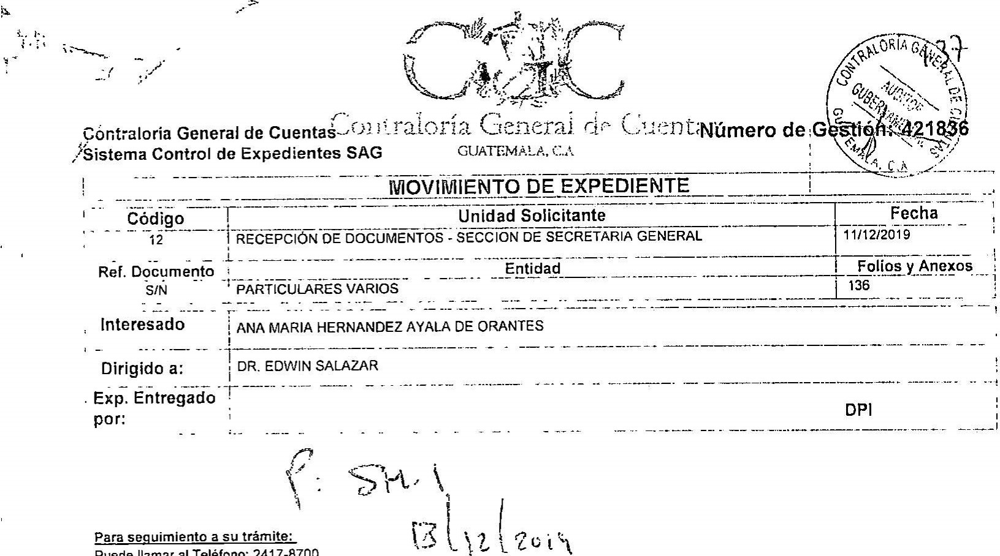 137
CGC
CONTRALORÍA GENERAL DE CUENTAS
AUDITOR
GUBERNAMENTAL
GUATEMALA, C.A.
Contraloría General de Cuentas
GUATEMALA, C.A
Contraloría General de Cuentas
Número de Gestión: 421836
Sistema Control de Expedientes SAG
MOVIMIENTO DE EXPEDIENTE
Código Unidad Solicitante Fecha
12 RECEPCIÓN DE DOCUMENTOS - SECCION DE SECRETARIA GENERAL 11/12/2019
Ref. Documento Entidad Folios y Anexos
S/N PARTICULARES VARIOS 136
Interesado ANA MARIA HERNANDEZ AYALA DE ORANTES
Dirigido a: DR. EDWIN SALAZAR
Exp. Entregado
por: DPI
P: SM. 1
13/12/2019
Para seguimiento a su trámite:
Puede llamar al Teléfono: 2417-8700